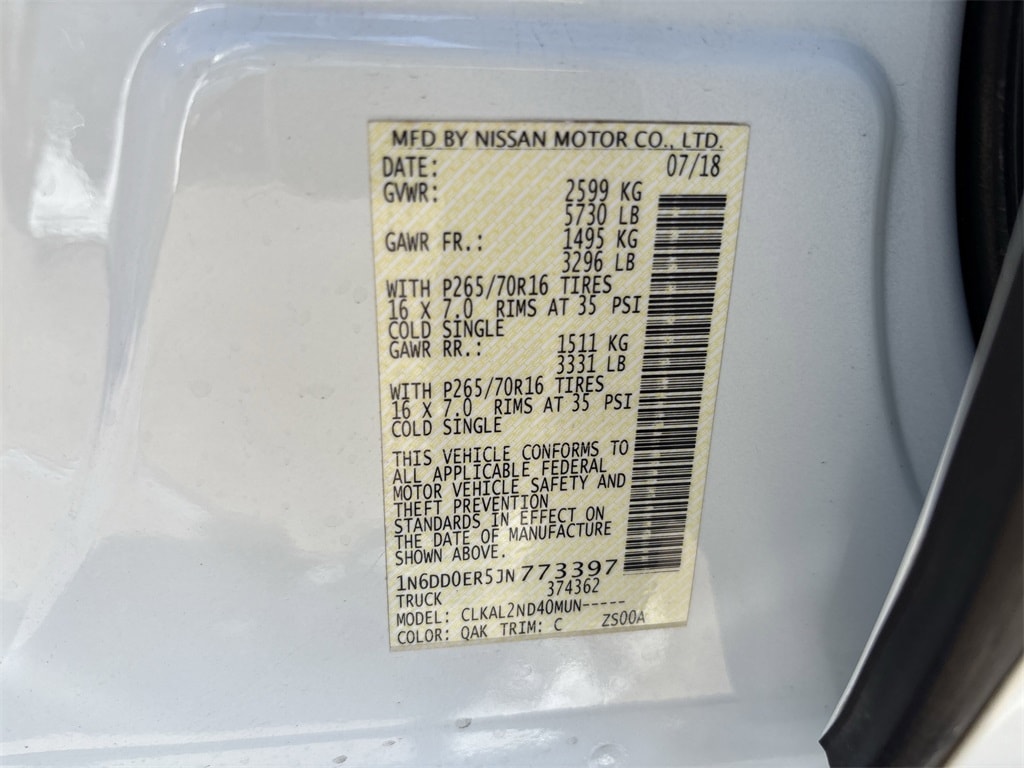 MFD BY NISSAN MOTOR CO., LTD.
DATE: 07/18
GVWR: 2599 KG
5730 LB
GAWR FR.: 1495 KG
3296 LB
WITH P265/70R16 TIRES
16 X 7.0 RIMS AT 35 PSI
COLD SINGLE
GAWR RR.: 1511 KG
3331 LB
WITH P265/70R16 TIRES
16 X 7.0 RIMS AT 35 PSI
COLD SINGLE
THIS VEHICLE CONFORMS TO
ALL APPLICABLE FEDERAL
MOTOR VEHICLE SAFETY AND
THEFT PREVENTION
STANDARDS IN EFFECT ON
THE DATE OF MANUFACTURE
SHOWN ABOVE.
1N6DD0ER5JN773397
TRUCK 374362
MODEL: CLKAL2ND40MUN-----
COLOR: QAK TRIM: C ZS00A